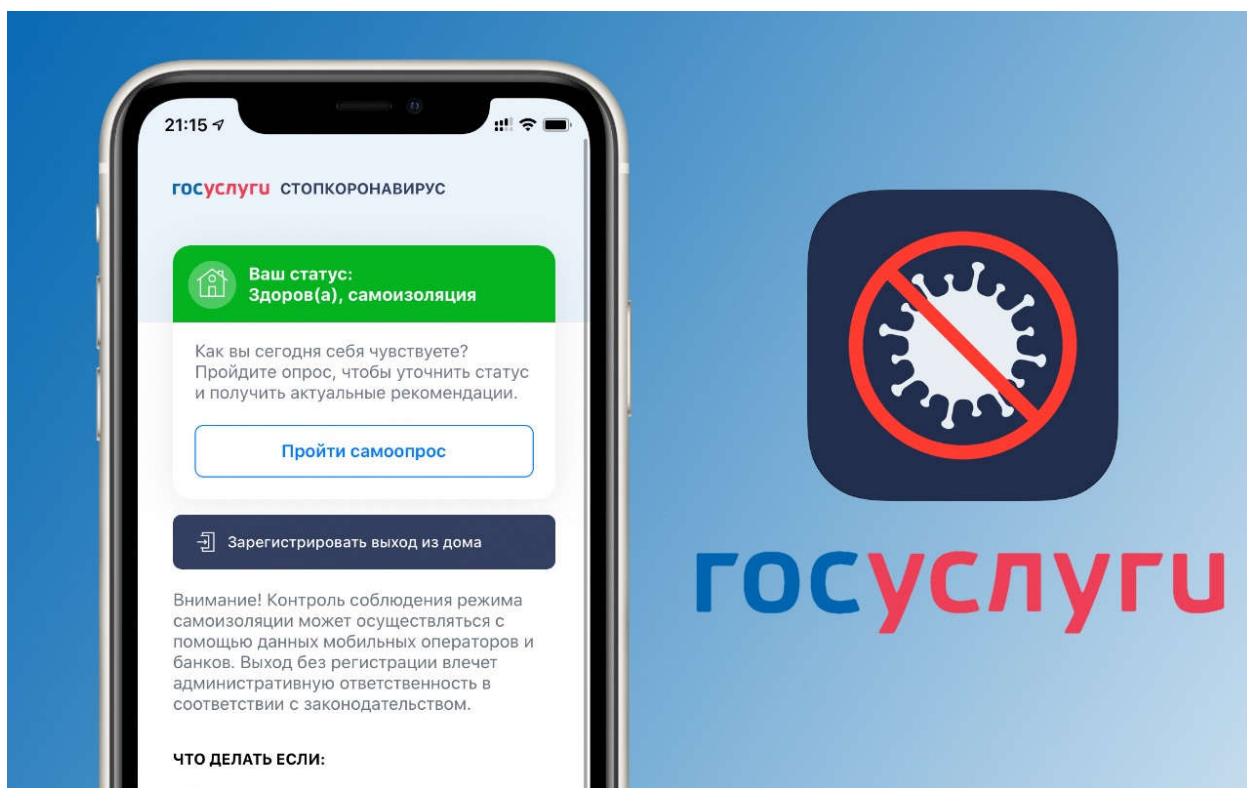 21:15
госуслуги СТОПКОРОНАВИРУС
Ваш статус:
Здоров(а), самоизоляция
Как вы сегодня себя чувствуете?
Пройдите опрос, чтобы уточнить статус
и получить актуальные рекомендации.
Пройти самоопрос
Зарегистрировать выход из дома
Внимание! Контроль соблюдения режима
самоизоляции может осуществляться с
помощью данных мобильных операторов и
банков. Выход без регистрации влечет
административную ответственность в
соответствии с законодательством.
ЧТО ДЕЛАТЬ ЕСЛИ:
госуслуги